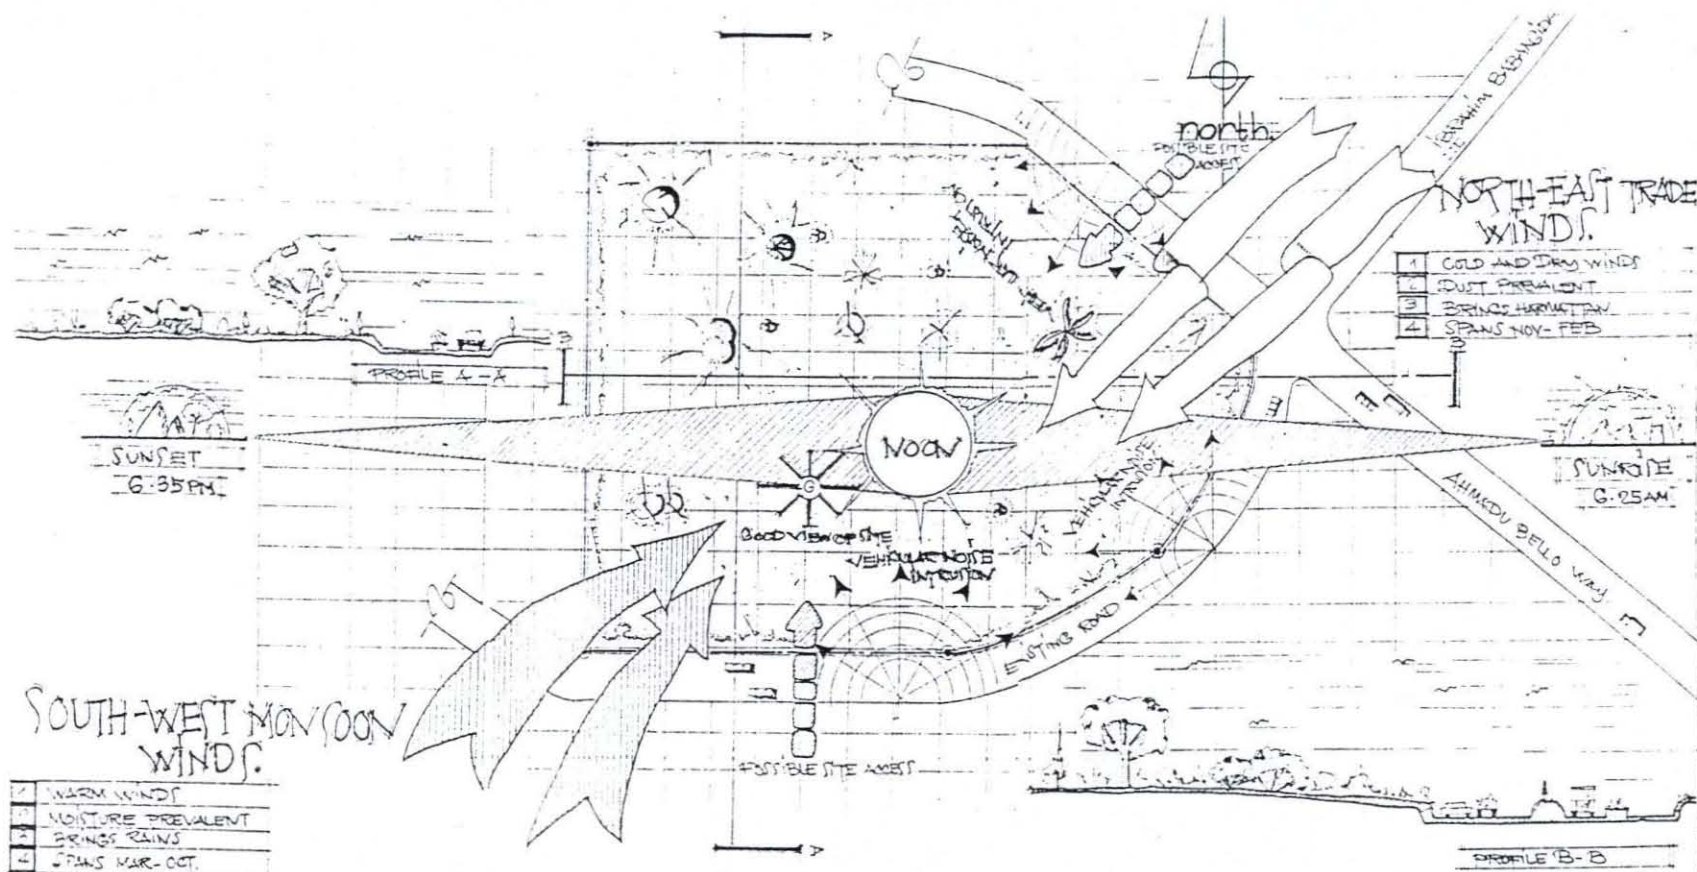 A
IBRAHIM BABANGIDA
north.
POSSIBLE SITE
ACCESS
NORTH-EAST TRADE
WINDS.
1 COLD AND DRY WINDS
2 DUST PREVALENT
3 BRINGS HARMATTAN
4 SPANS NOV-FEB
B
B
PROFILE A-A
NOON
SUNSET
6.35PM
SUNRISE
6.25AM
G
GOOD VIEW OF SITE
VEHICULAR NOISE
INTRUSION
VEHICULAR NOISE
INTRUSION
AHMADU BELLO WAY
EXISTING ROAD
SOUTH-WEST MONSOON
WINDS.
1 WARM WINDS
2 MOISTURE PREVALENT
3 BRINGS RAINS
4 SPANS MAR-OCT.
POSSIBLE SITE ACCESS
A
PROFILE B-B